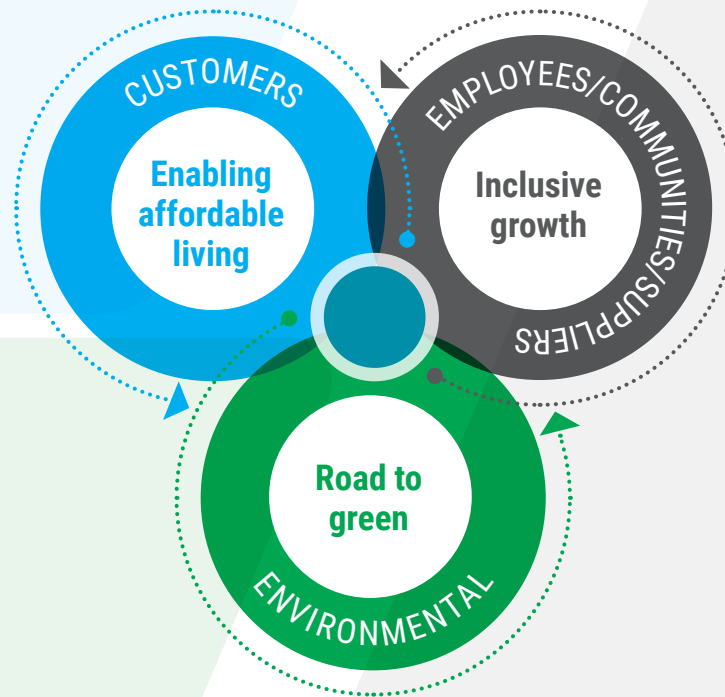 CUSTOMERS
Enabling
affordable
living
EMPLOYEES/COMMUNITIES/SUPPLIERS
Inclusive
growth
Road to
green
ENVIRONMENTAL